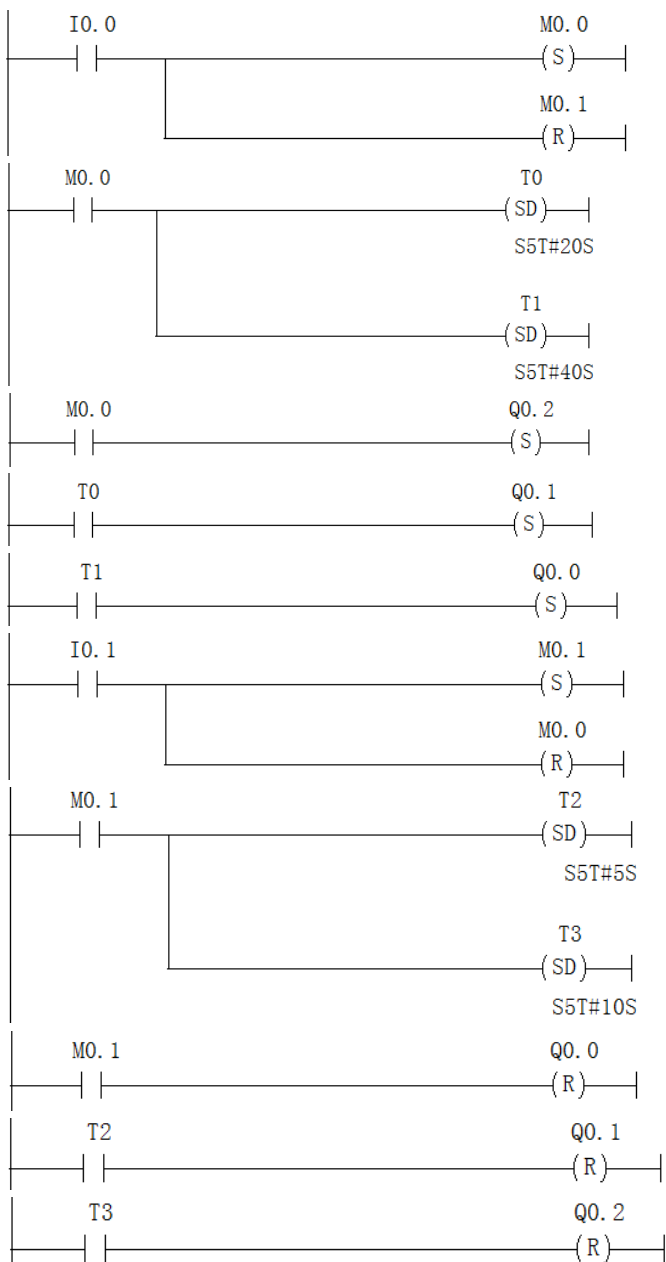 I0.0 M0.0
(S)
M0.1
(R)
M0.0 T0
(SD)
S5T#20S
T1
(SD)
S5T#40S
M0.0 Q0.2
(S)
T0 Q0.1
(S)
T1 Q0.0
(S)
I0.1 M0.1
(S)
M0.0
(R)
M0.1 T2
(SD)
S5T#5S
T3
(SD)
S5T#10S
M0.1 Q0.0
(R)
T2 Q0.1
(R)
T3 Q0.2
(R)